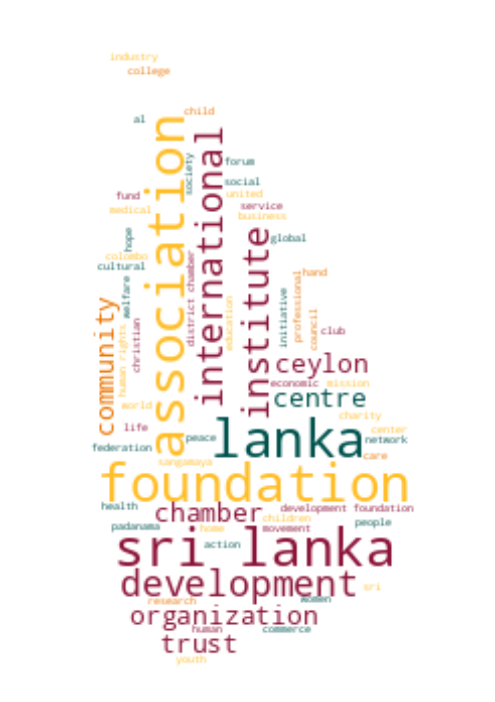 industry
college
child
al
association
international
society
forum
social
fund
united
medical
service
business
hope
institute
global
colombo
cultural
district chamber
hand
professional
welfare
initiative
education
community
council
human rights
christian
club
ceylon
economic
mission
centre
world
charity
life
lanka
center
peace
network
federation
care
sangamaya
foundation
health
chamber
development foundation
children
padanama
people
home
movement
sri lanka
action
development
sri
research
women
organization
human
commerce
trust
youth